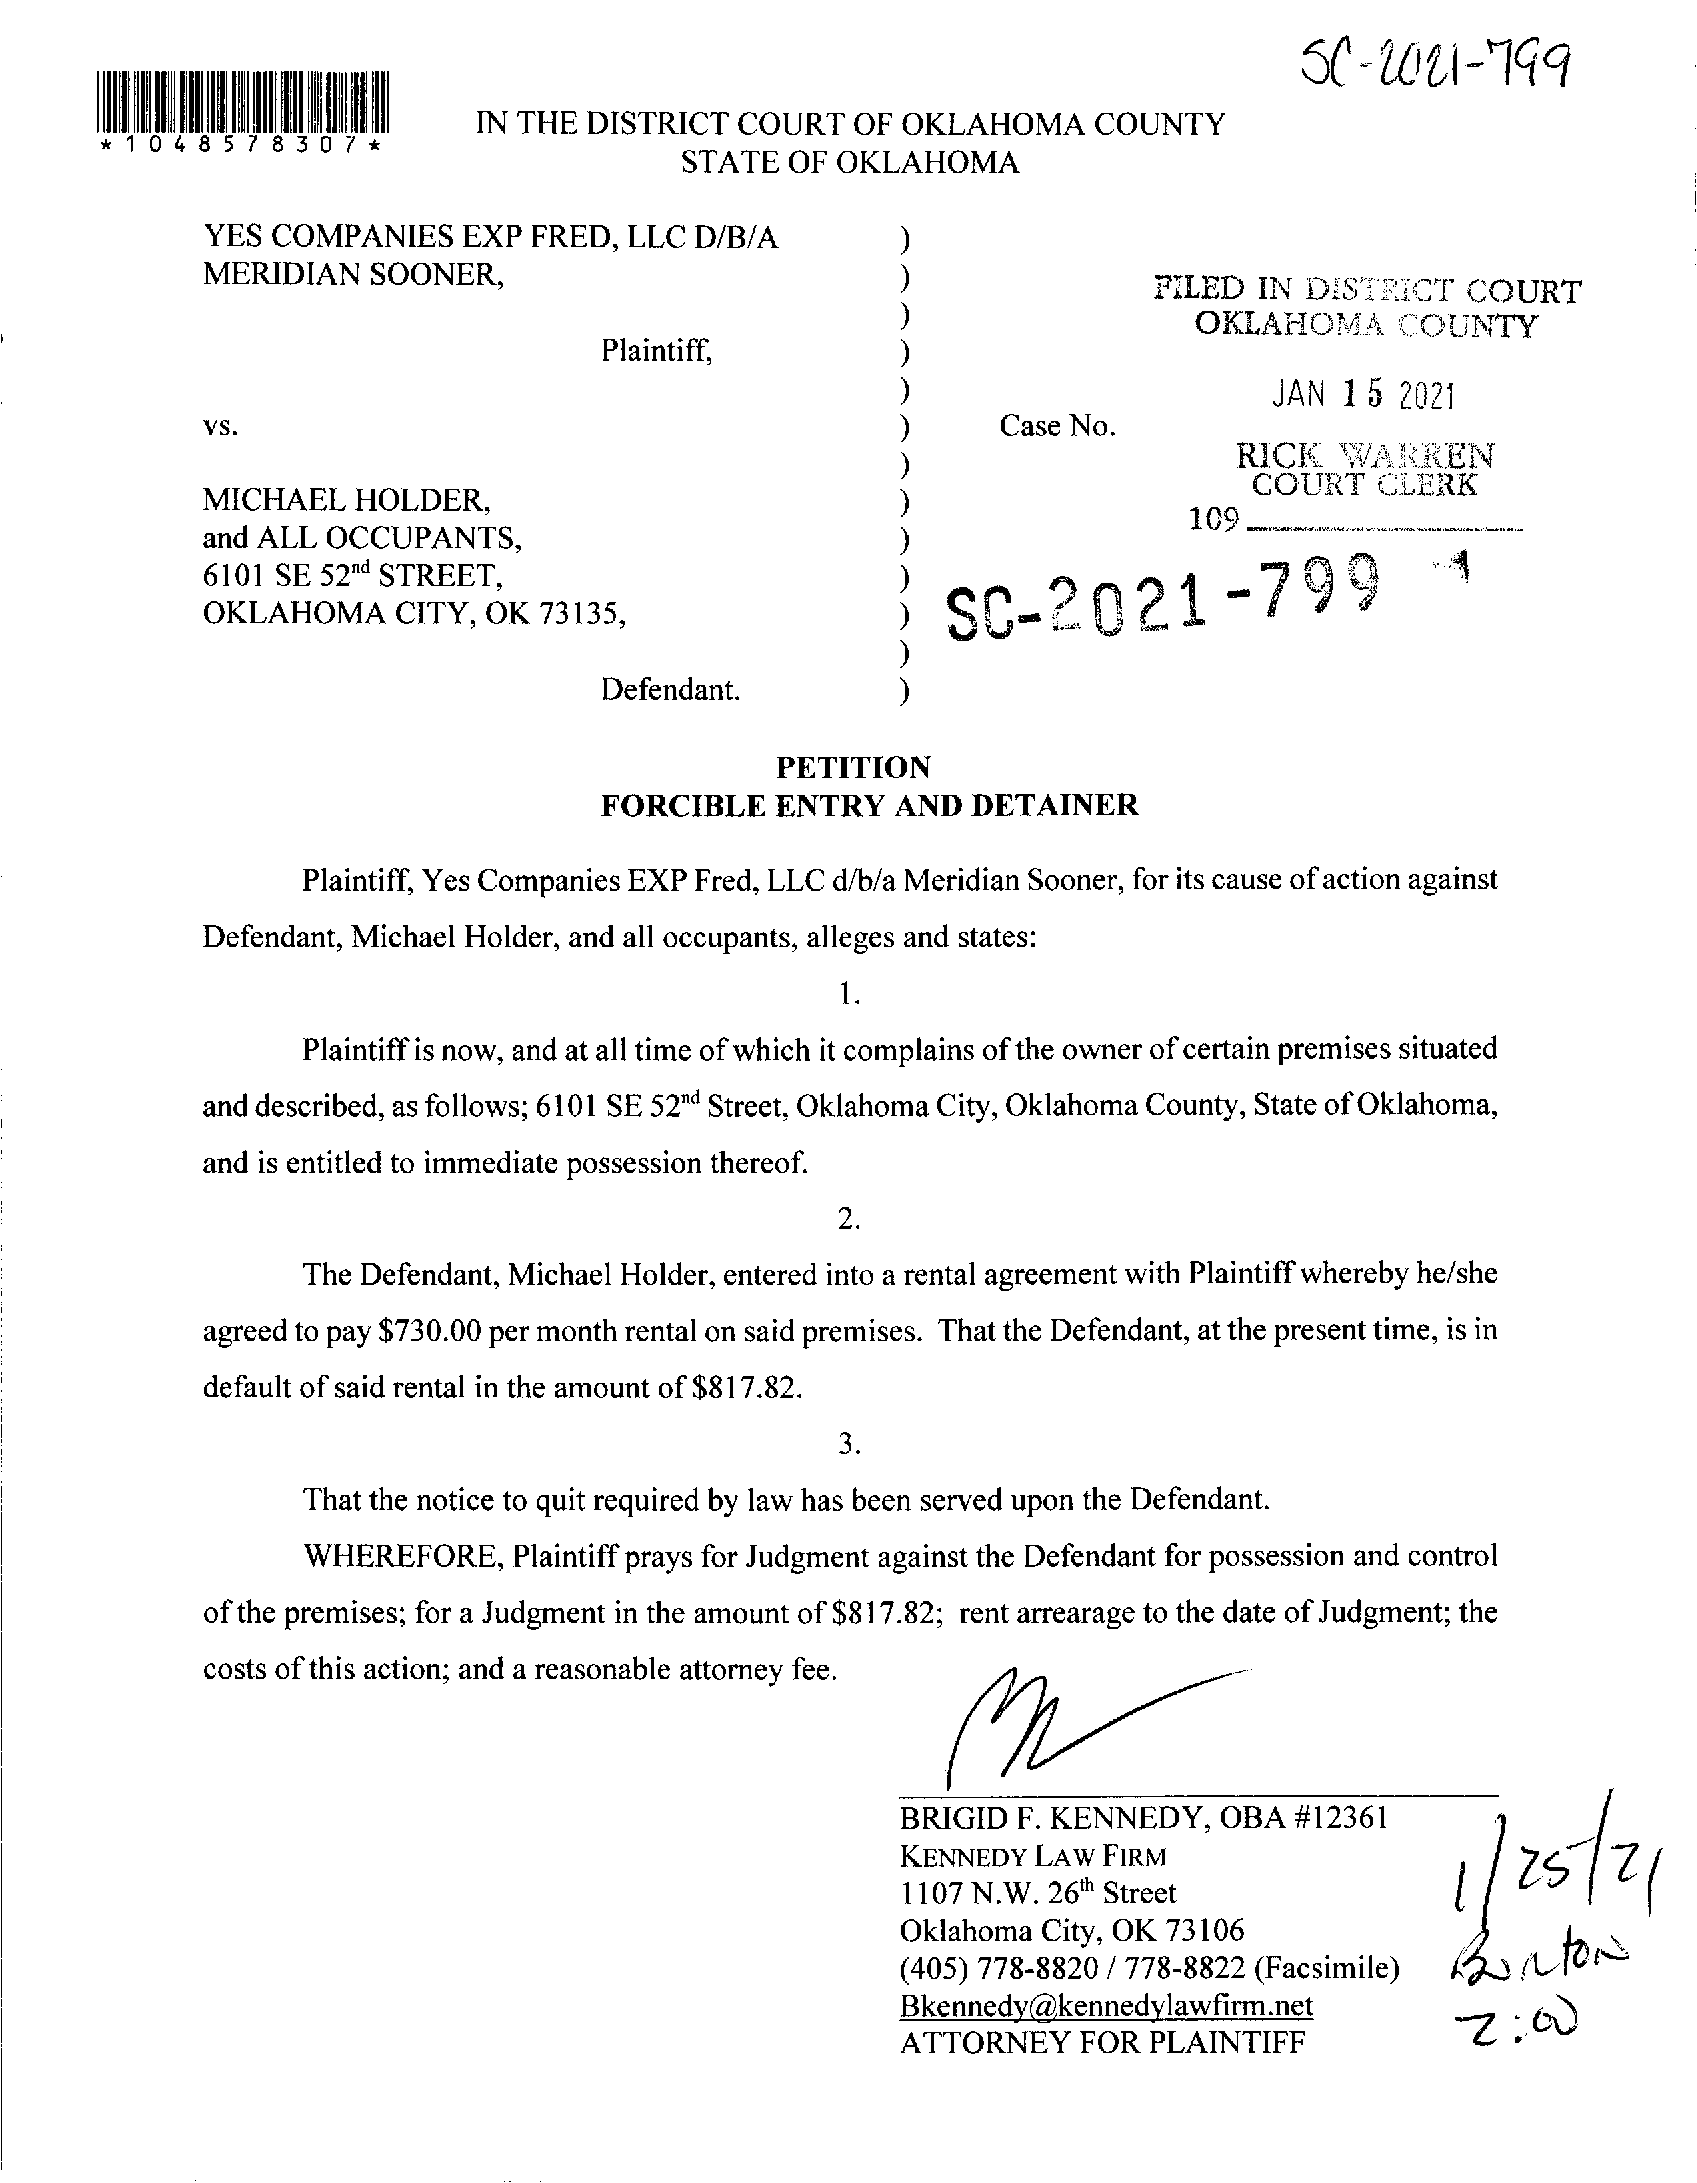 SC-2021-799
*1048578307*
IN THE DISTRICT COURT OF OKLAHOMA COUNTY
STATE OF OKLAHOMA
YES COMPANIES EXP FRED, LLC D/B/A )
MERIDIAN SOONER, )
)
Plaintiff, )
)
vs. ) Case No.
)
MICHAEL HOLDER, )
and ALL OCCUPANTS, )
6101 SE 52nd STREET, )
OKLAHOMA CITY, OK 73135, )
)
Defendant. )
FILED IN DISTRICT COURT
OKLAHOMA COUNTY
JAN 15 2021
RICK WARREN
COURT CLERK
109
SC-2021-799
PETITION
FORCIBLE ENTRY AND DETAINER
Plaintiff, Yes Companies EXP Fred, LLC d/b/a Meridian Sooner, for its cause of action against
Defendant, Michael Holder, and all occupants, alleges and states:
1.
Plaintiff is now, and at all time of which it complains of the owner of certain premises situated
and described, as follows; 6101 SE 52nd Street, Oklahoma City, Oklahoma County, State of Oklahoma,
and is entitled to immediate possession thereof.
2.
The Defendant, Michael Holder, entered into a rental agreement with Plaintiff whereby he/she
agreed to pay $730.00 per month rental on said premises. That the Defendant, at the present time, is in
default of said rental in the amount of $817.82.
3.
That the notice to quit required by law has been served upon the Defendant.
WHEREFORE, Plaintiff prays for Judgment against the Defendant for possession and control
of the premises; for a Judgment in the amount of $817.82; rent arrearage to the date of Judgment; the
costs of this action; and a reasonable attorney fee.
BRIGID F. KENNEDY, OBA #12361
KENNEDY LAW FIRM
1107 N.W. 26th Street
Oklahoma City, OK 73106
(405) 778-8820 / 778-8822 (Facsimile)
Bkennedy@kennedylawfirm.net
ATTORNEY FOR PLAINTIFF
1/25/21
Burton
2:00